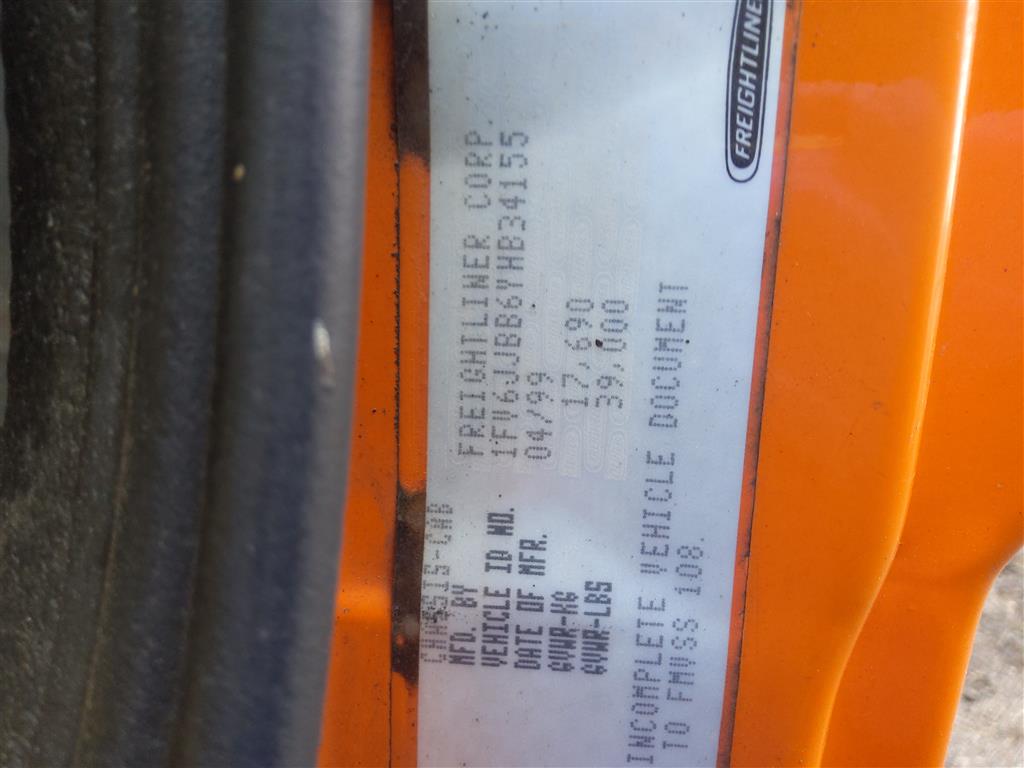 CHASSIS-CAB
MFD. BY FREIGHTLINER CORP.
VEHICLE ID NO. 1FV6JJBB6YHB34155
DATE OF MFR. 04/99
GVWR-KG 17,690
GVWR-LBS 39,000
INCOMPLETE VEHICLE DOCUMENT
TO FMVSS 108.
FREIGHTLINER